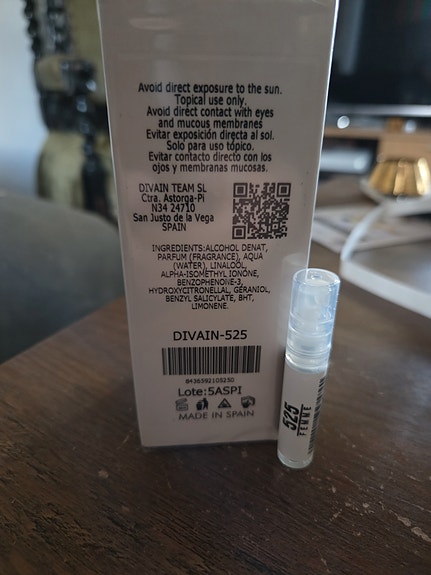 Avoid direct exposure to the sun.
Topical use only.
Avoid direct contact with eyes
and mucous membranes
Evitar exposición directa al sol.
Solo para uso tópico.
Evitar contacto directo con los
ojos y membranas mucosas.
DIVAIN TEAM SL
Ctra. Astorga-Pi
N34 24710
San Justo de la Vega
SPAIN
INGREDIENTS:ALCOHOL DENAT,
PARFUM (FRAGRANCE), AQUA
(WATER), LINALOOL,
ALPHA-ISOMETHYL IONONE,
BENZOPHENONE-3,
HYDROXYCITRONELLAL, GERANIOL,
BENZYL SALICYLATE, BHT,
LIMONENE.
DIVAIN-525
8436592105250
Lote:5ASPI
MADE IN SPAIN
525
FEMME